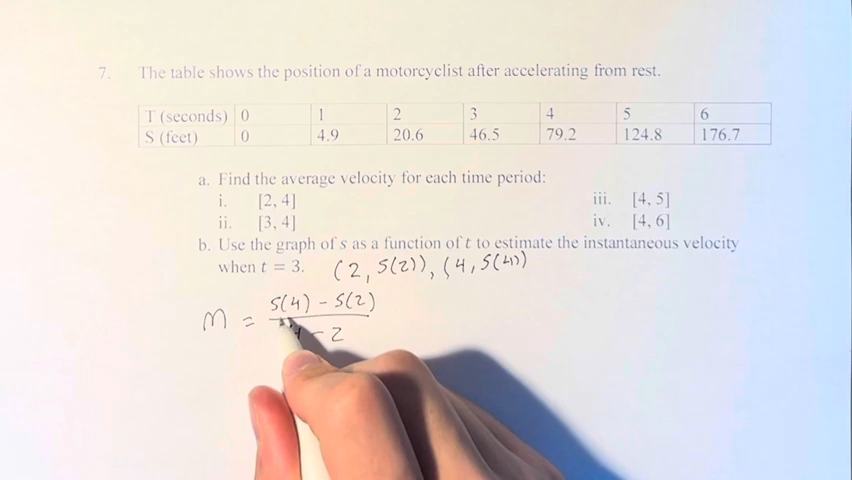 7. The table shows the position of a motorcyclist after accelerating from rest.
T (seconds) 0 1 2 3 4 5 6
S (feet) 0 4.9 20.6 46.5 79.2 124.8 176.7
a. Find the average velocity for each time period:
i. [2, 4] iii. [4, 5]
ii. [3, 4] iv. [4, 6]
b. Use the graph of s as a function of t to estimate the instantaneous velocity
when t = 3. (2, S(2)), (4, S(4))
S(4) - S(2)
M =
- 2